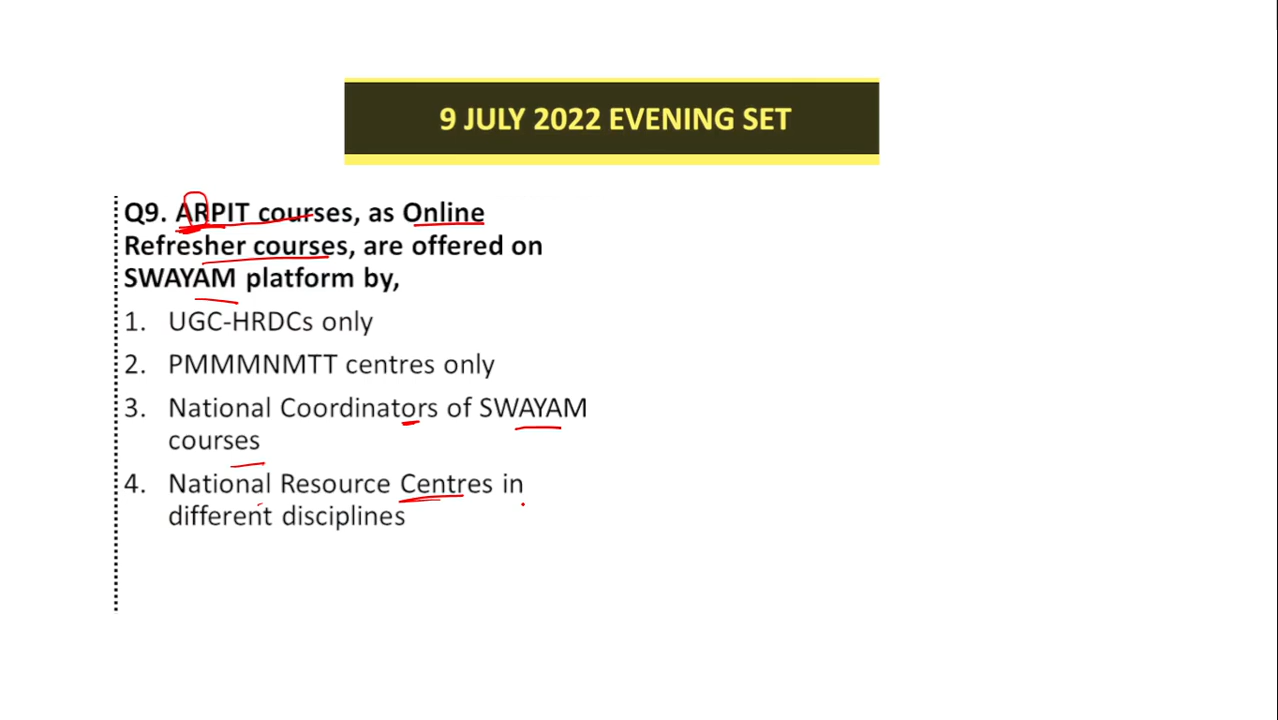 9 JULY 2022 EVENING SET
Q9. ARPIT courses, as Online
Refresher courses, are offered on
SWAYAM platform by,
1. UGC-HRDCs only
2. PMMMNMTT centres only
3. National Coordinators of SWAYAM
courses
4. National Resource Centres in
different disciplines